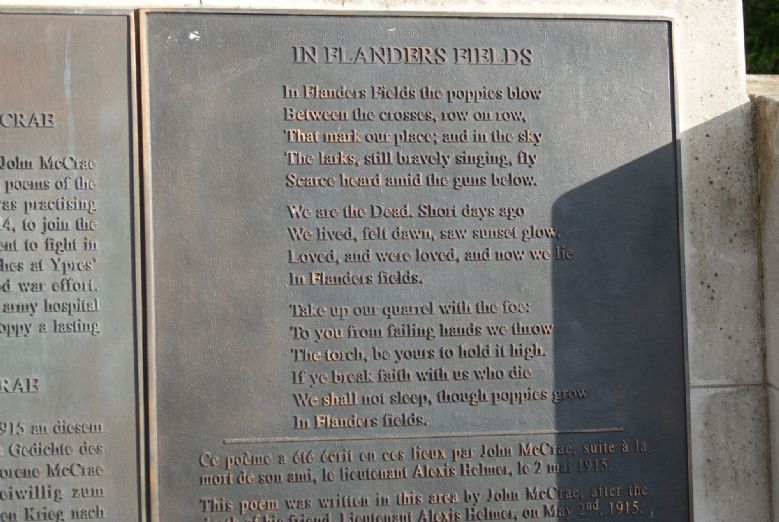 CRAE
John McCrae
poems of the
as practising
4, to join the
ent to fight in
hes at Ypres'
ed war effort.
army hospital
oppy a lasting
RAE
915 an diesem
Gedichte des
orene McCrae
eiwillig zum
en Krieg nach
IN FLANDERS FIELDS
In Flanders Fields the poppies blow
Between the crosses, row on row,
That mark our place; and in the sky
The larks, still bravely singing, fly
Scarce heard amid the guns below.
We are the Dead. Short days ago
We lived, felt dawn, saw sunset glow,
Loved, and were loved, and now we lie
In Flanders fields.
Take up our quarrel with the foe:
To you from failing hands we throw
The torch, be yours to hold it high.
If ye break faith with us who die
We shall not sleep, though poppies grow
In Flanders fields.
Ce poème a été écrit en ces lieux par John McCrae, suite à la
mort de son ami, le lieutenant Alexis Helmer, le 2 mai 1915.
This poem was written in this area by John McCrae, after the
death of his friend, Lieutenant Alexis Helmer, on May 2nd, 1915.